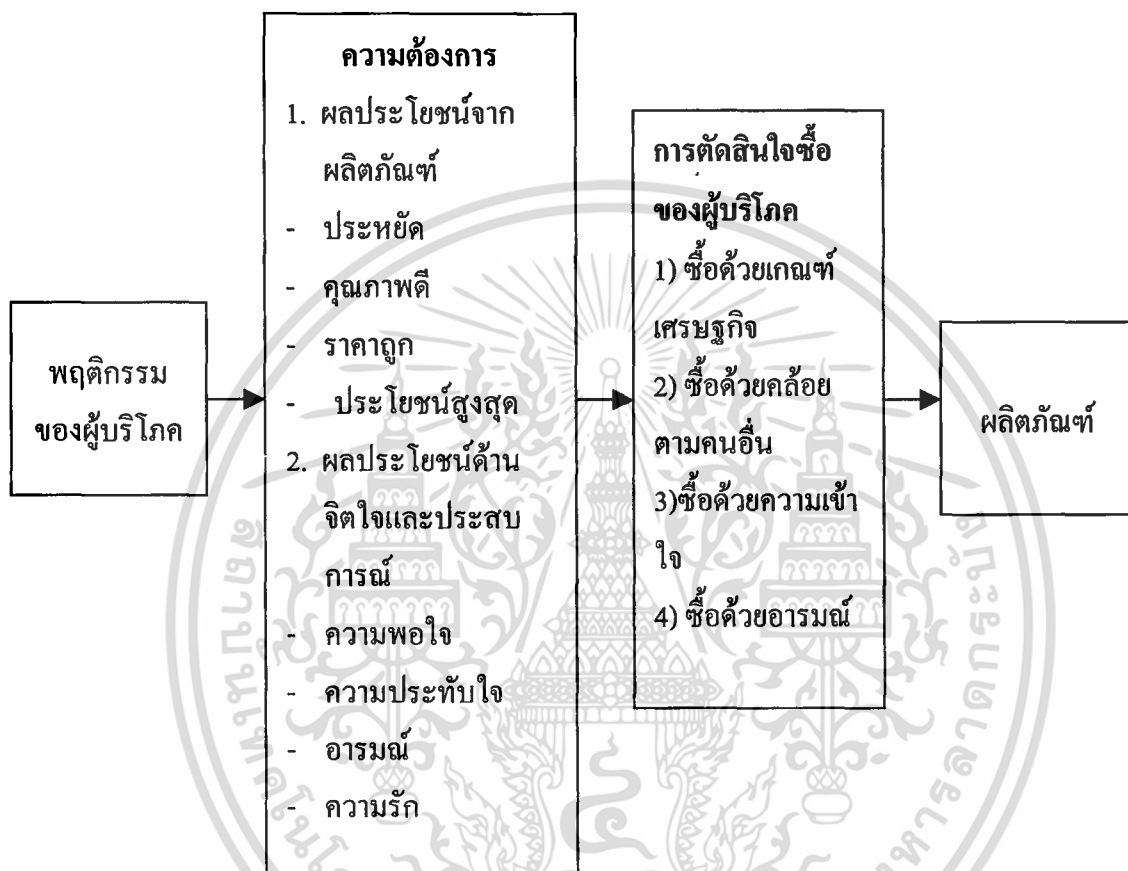 พฤติกรรม
ของผู้บริโภค
ความต้องการ
1. ผลประโยชน์จาก
ผลิตภัณฑ์
- ประหยัด
- คุณภาพดี
- ราคาถูก
- ประโยชน์สูงสุด
2. ผลประโยชน์ด้าน
จิตใจและประสบ
การณ์
- ความพอใจ
- ความประทับใจ
- อารมณ์
- ความรัก
การตัดสินใจซื้อ
ของผู้บริโภค
1) ซื้อด้วยเกณฑ์
เศรษฐกิจ
2) ซื้อด้วยคล้อย
ตามคนอื่น
3)ซื้อด้วยความเข้า
ใจ
4) ซื้อด้วยอารมณ์
ผลิตภัณฑ์